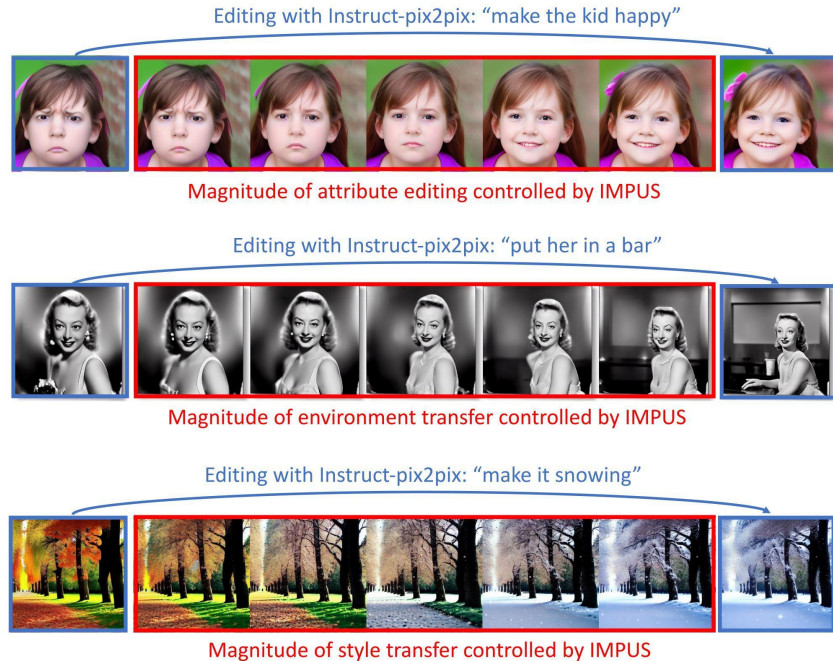 Editing with Instruct-pix2pix: “make the kid happy”
Magnitude of attribute editing controlled by IMPUS
Editing with Instruct-pix2pix: “put her in a bar”
Magnitude of environment transfer controlled by IMPUS
Editing with Instruct-pix2pix: “make it snowing”
Magnitude of style transfer controlled by IMPUS